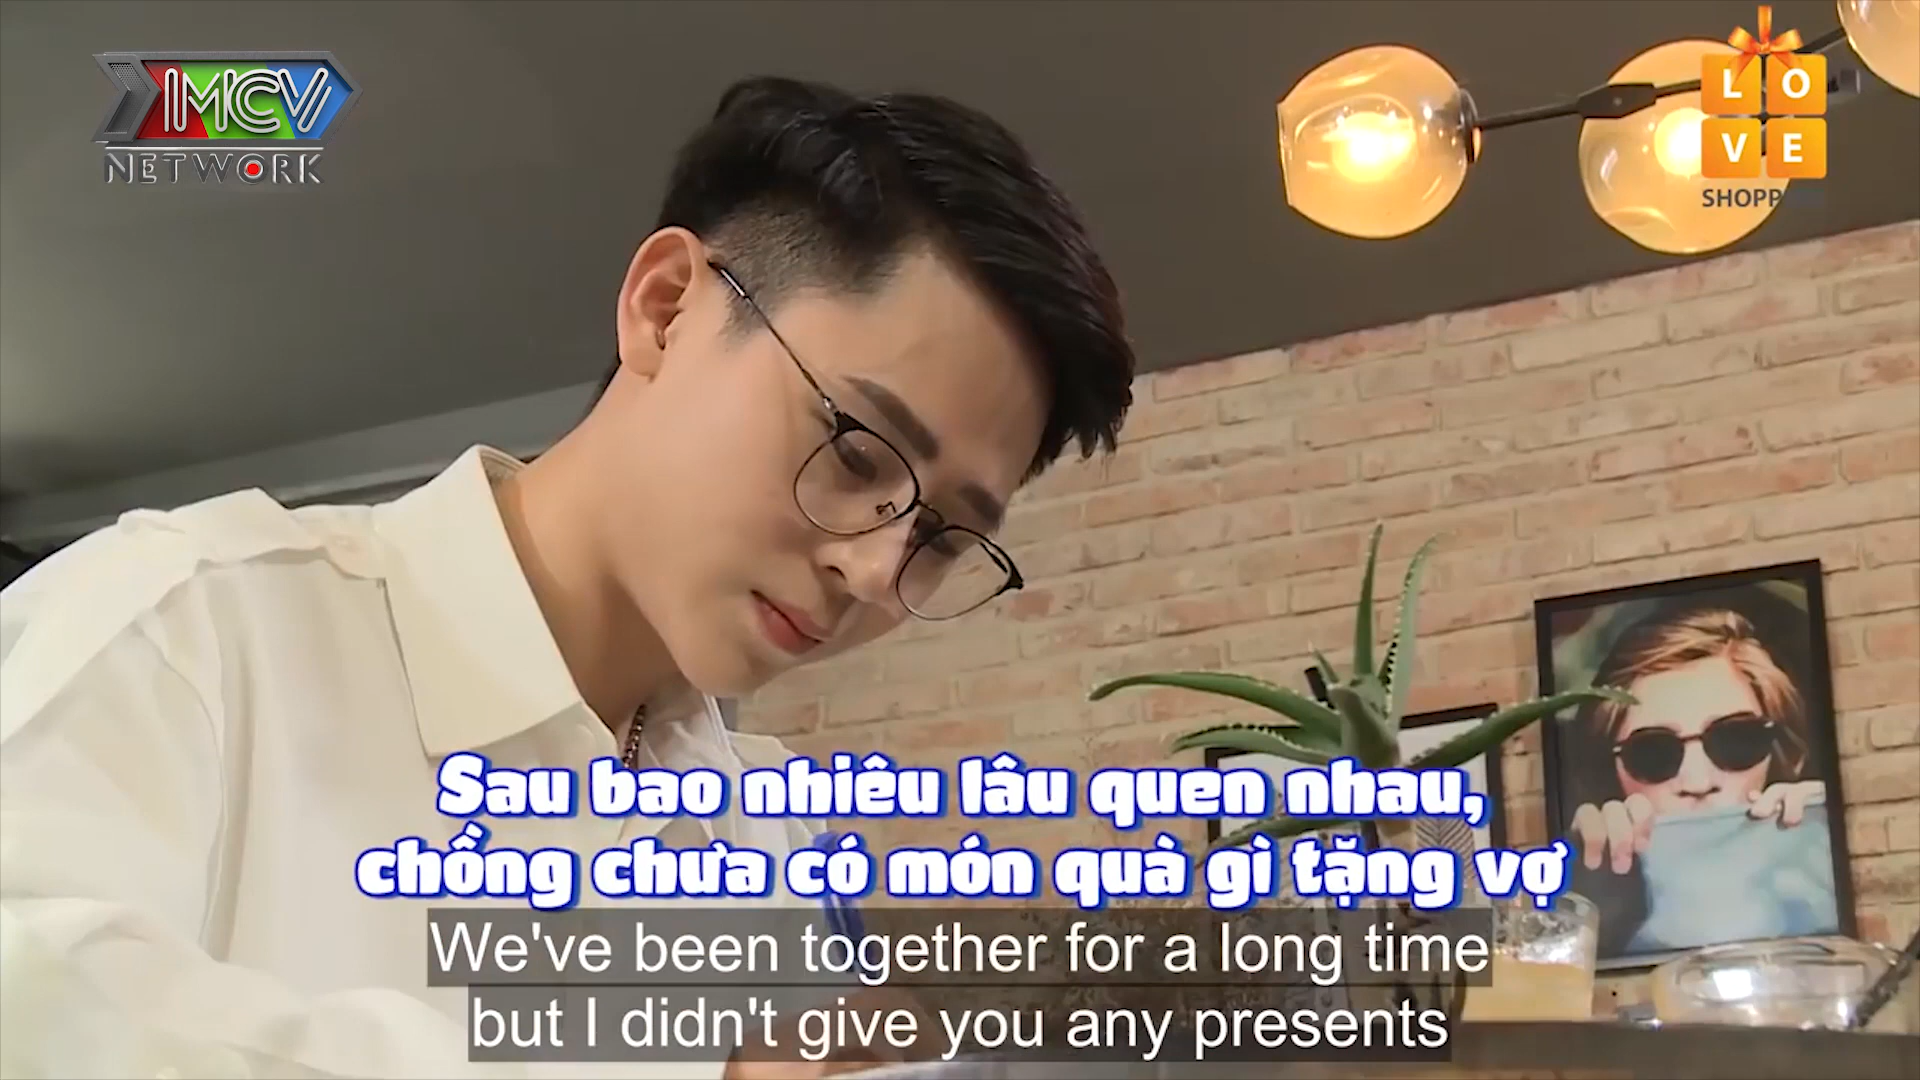 MCV
NETWORK
L O
V E
SHOPP
Sau bao nhiêu lâu quen nhau,
chồng chưa có món quà gì tặng vợ
We've been together for a long time
but I didn't give you any presents